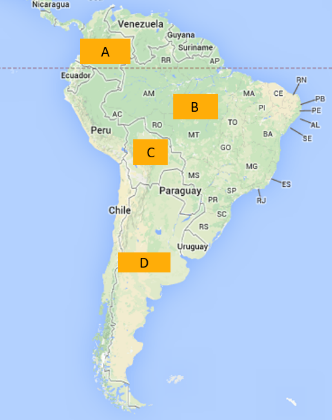 Nicaragua
Venezuela
Guyana
Suriname
A
RR
AP
Ecuador
AM
B
MA
CE
RN
PB
PI
PE
AC
TO
AL
RO
SE
Peru
MT
BA
C
GO
MG
MS
ES
Paraguay
SP
RJ
PR
Chile
SC
RS
Uruguay
D